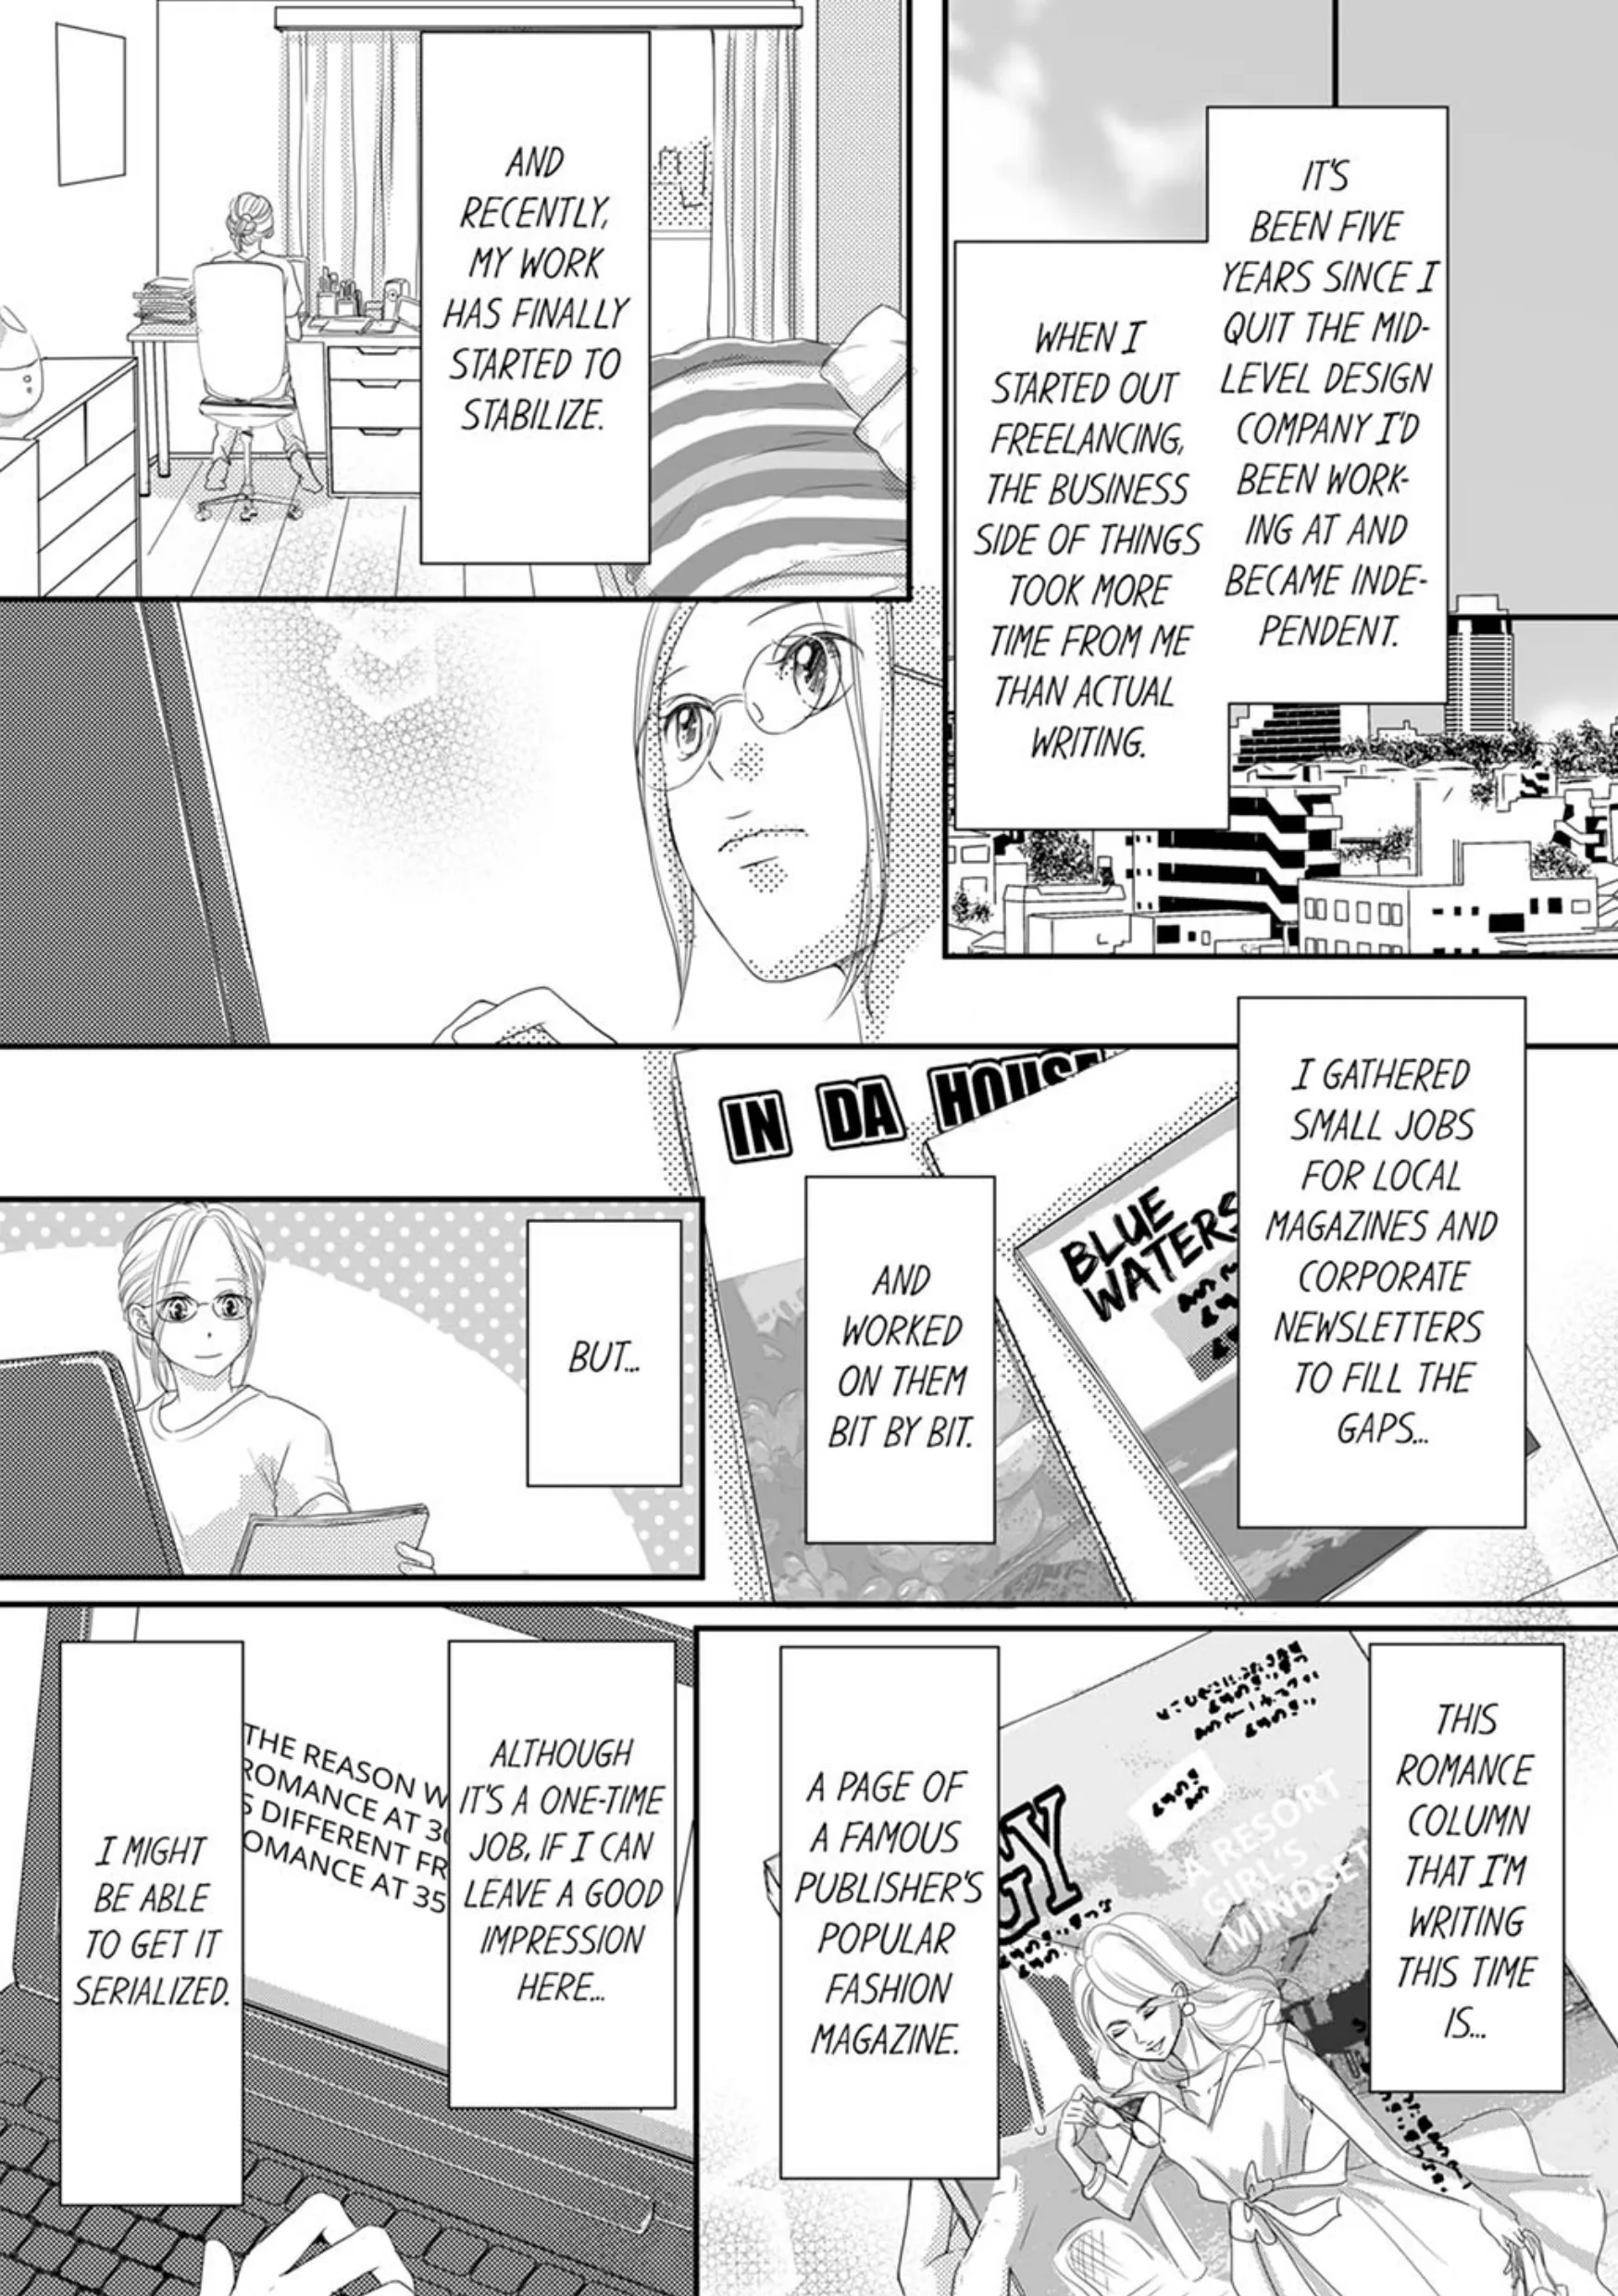 IT'S
BEEN FIVE
YEARS SINCE I
QUIT THE MID-
LEVEL DESIGN
COMPANY I'D
BEEN WORK-
ING AT AND
BECAME INDE-
PENDENT.
WHEN I
STARTED OUT
FREELANCING,
THE BUSINESS
SIDE OF THINGS
TOOK MORE
TIME FROM ME
THAN ACTUAL
WRITING.
AND
RECENTLY,
MY WORK
HAS FINALLY
STARTED TO
STABILIZE.
I GATHERED
SMALL JOBS
FOR LOCAL
MAGAZINES AND
CORPORATE
NEWSLETTERS
TO FILL THE
GAPS...
IN DA HOUSE
BLUE
WATERS
AND
WORKED
ON THEM
BIT BY BIT.
BUT...
THIS
ROMANCE
COLUMN
THAT I'M
WRITING
THIS TIME
IS...
A RESORT
GIRL'S
MINDSET
A PAGE OF
A FAMOUS
PUBLISHER'S
POPULAR
FASHION
MAGAZINE.
ALTHOUGH
IT'S A ONE-TIME
JOB, IF I CAN
LEAVE A GOOD
IMPRESSION
HERE...
THE REASON W
ROMANCE AT 30
S DIFFERENT FR
OMANCE AT 35
I MIGHT
BE ABLE
TO GET IT
SERIALIZED.